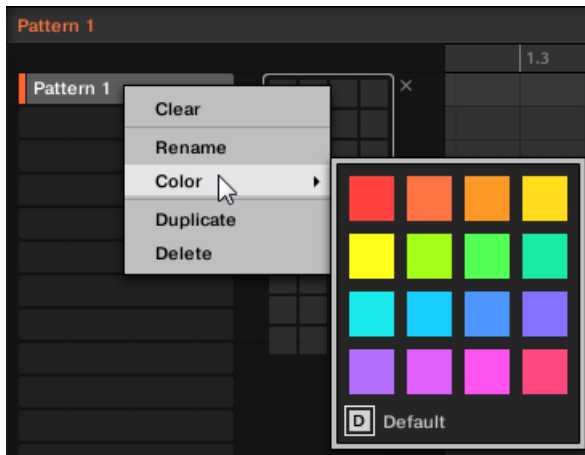 Pattern 1
1.3
Pattern 1
×
Clear
Rename
Color
Duplicate
Delete
D Default